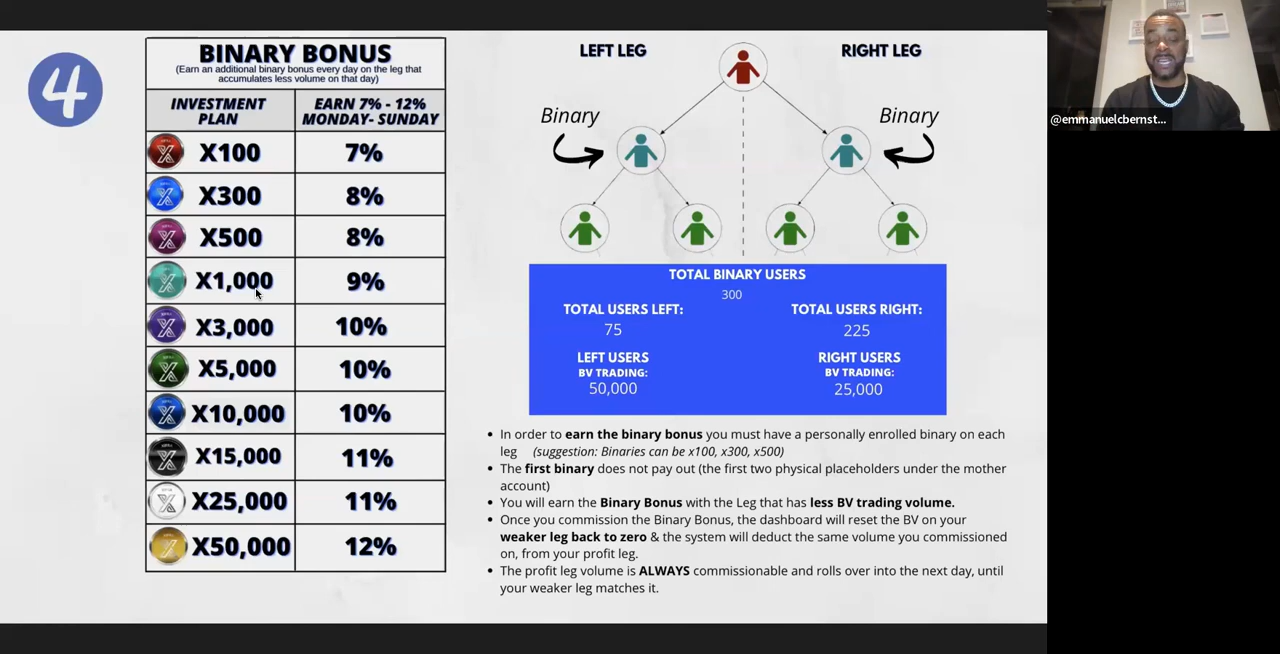 4
BINARY BONUS
(Earn an additional binary bonus every day on the leg that
accumulates less volume on that day)
INVESTMENT
PLAN
EARN 7% - 12%
MONDAY- SUNDAY
X100
7%
X300
8%
X500
8%
X1,000
9%
X3,000
10%
X5,000
10%
X10,000
10%
X15,000
11%
X25,000
11%
X50,000
12%
LEFT LEG
RIGHT LEG
Binary
Binary
TOTAL BINARY USERS
300
TOTAL USERS LEFT:
75
TOTAL USERS RIGHT:
225
LEFT USERS
BV TRADING:
50,000
RIGHT USERS
BV TRADING:
25,000
• In order to earn the binary bonus you must have a personally enrolled binary on each
leg (suggestion: Binaries can be x100, x300, x500)
• The first binary does not pay out (the first two physical placeholders under the mother
account)
• You will earn the Binary Bonus with the Leg that has less BV trading volume.
• Once you commission the Binary Bonus, the dashboard will reset the BV on your
weaker leg back to zero & the system will deduct the same volume you commissioned
on, from your profit leg.
• The profit leg volume is ALWAYS commissionable and rolls over into the next day, until
your weaker leg matches it.
@emmanuelcbernst...